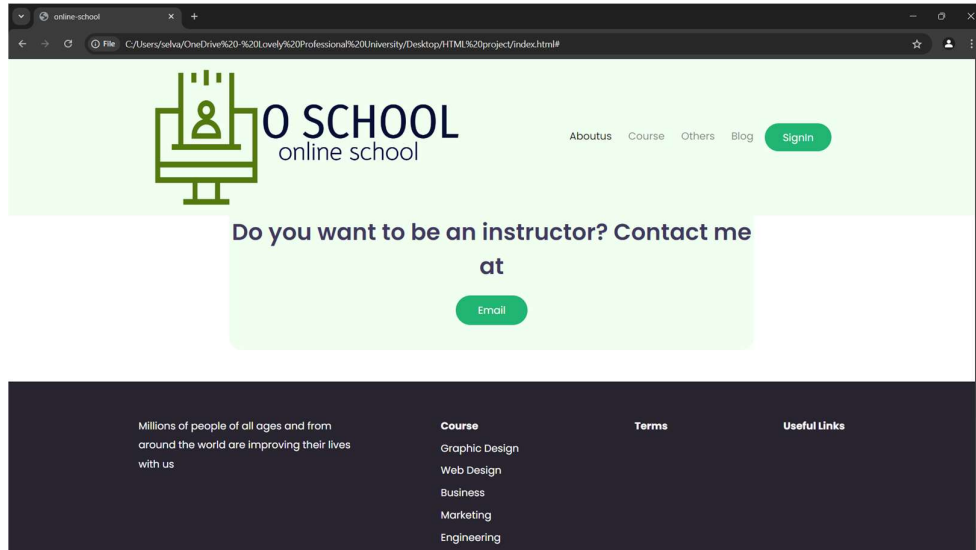 online-school
File C:/Users/selva/OneDrive%20-%20Lovely%20Professional%20University/Desktop/HTML%20project/index.html#
O SCHOOL
online school
Aboutus Course Others Blog SignIn
Do you want to be an instructor? Contact me
at
Email
Millions of people of all ages and from
around the world are improving their lives
with us
Course
Graphic Design
Web Design
Business
Marketing
Engineering
Terms
Useful Links